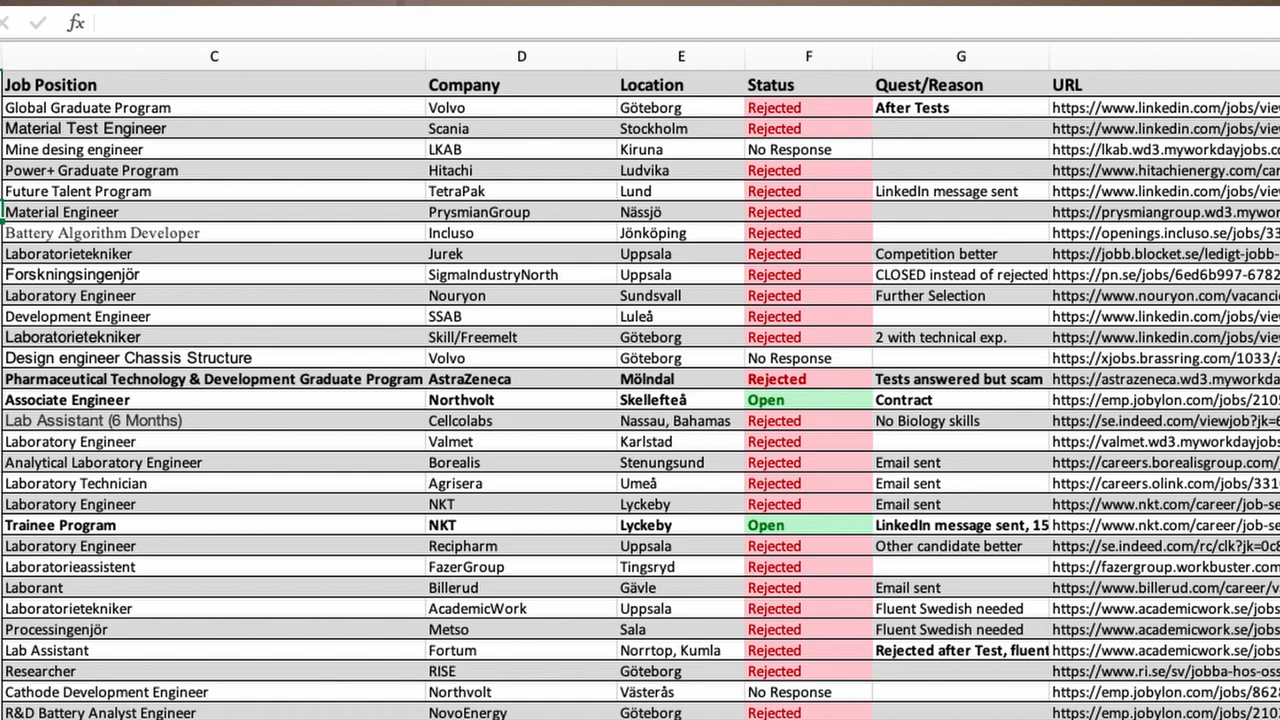 fx
C D E F G
Job Position Company Location Status Quest/Reason URL
Global Graduate Program Volvo Göteborg Rejected After Tests https://www.linkedin.com/jobs/vie
Material Test Engineer Scania Stockholm Rejected https://www.linkedin.com/jobs/vie
Mine desing engineer LKAB Kiruna No Response https://lkab.wd3.myworkdayjobs.c
Power+ Graduate Program Hitachi Ludvika Rejected https://www.hitachienergy.com/car
Future Talent Program TetraPak Lund Rejected LinkedIn message sent https://www.linkedin.com/jobs/vie
Material Engineer PrysmianGroup Nässjö Rejected https://prysmiangroup.wd3.mywor
Battery Algorithm Developer Incluso Jönköping Rejected https://openings.incluso.se/jobs/33
Laboratorietekniker Jurek Uppsala Rejected Competition better https://jobb.blocket.se/ledigt-jobb-
Forskningsingenjör SigmaIndustryNorth Uppsala Rejected CLOSED instead of rejected https://pn.se/jobs/6ed6b997-6782
Laboratory Engineer Nouryon Sundsvall Rejected Further Selection https://www.nouryon.com/vacanci
Development Engineer SSAB Luleå Rejected https://www.linkedin.com/jobs/vie
Laboratorietekniker Skill/Freemelt Göteborg Rejected 2 with technical exp. https://www.linkedin.com/jobs/vie
Design engineer Chassis Structure Volvo Göteborg No Response https://xjobs.brassring.com/1033/a
Pharmaceutical Technology & Development Graduate Program AstraZeneca Mölndal Rejected Tests answered but scam https://astrazeneca.wd3.myworkda
Associate Engineer Northvolt Skellefteå Open Contract https://emp.jobylon.com/jobs/2105
Lab Assistant (6 Months) Cellcolabs Nassau, Bahamas Rejected No Biology skills https://se.indeed.com/viewjob?jk=6
Laboratory Engineer Valmet Karlstad Rejected https://valmet.wd3.myworkdayjobs
Analytical Laboratory Engineer Borealis Stenungsund Rejected Email sent https://careers.borealisgroup.com/
Laboratory Technician Agrisera Umeå Rejected Email sent https://careers.olink.com/jobs/331
Laboratory Engineer NKT Lyckeby Rejected Email sent https://www.nkt.com/career/job-se
Trainee Program NKT Lyckeby Open LinkedIn message sent, 15 https://www.nkt.com/career/job-se
Laboratory Engineer Recipharm Uppsala Rejected Other candidate better https://se.indeed.com/rc/clk?jk=0c8
Laboratorieassistent FazerGroup Tingsryd Rejected https://fazergroup.workbuster.com
Laborant Billerud Gävle Rejected Email sent https://www.billerud.com/career/v
Laboratorietekniker AcademicWork Uppsala Rejected Fluent Swedish needed https://www.academicwork.se/jobs
Processingenjör Metso Sala Rejected Fluent Swedish needed https://www.academicwork.se/jobs
Lab Assistant Fortum Norrtop, Kumla Rejected Rejected after Test, fluent https://www.academicwork.se/jobs
Researcher RISE Göteborg Rejected https://www.ri.se/sv/jobba-hos-oss
Cathode Development Engineer Northvolt Västerås No Response https://emp.jobylon.com/jobs/862
R&D Battery Analyst Engineer NovoEnergy Göteborg Rejected https://emp.jobylon.com/jobs/210